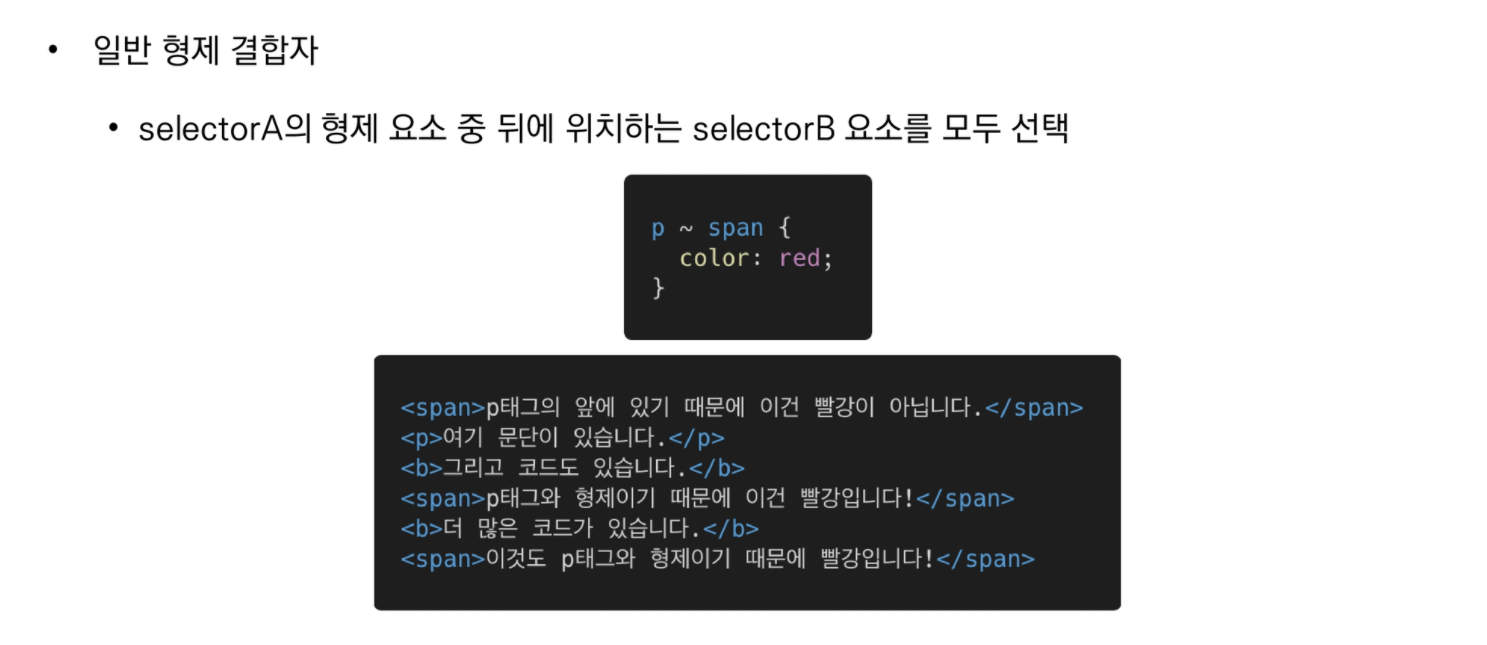 • 일반 형제 결합자
• selectorA의 형제 요소 중 뒤에 위치하는 selectorB 요소를 모두 선택
p ~ span {
  color: red;
}
<span>p태그의 앞에 있기 때문에 이건 빨강이 아닙니다.</span>
<p>여기 문단이 있습니다.</p>
<b>그리고 코드도 있습니다.</b>
<span>p태그와 형제이기 때문에 이건 빨강입니다!</span>
<b>더 많은 코드가 있습니다.</b>
<span>이것도 p태그와 형제이기 때문에 빨강입니다!</span>